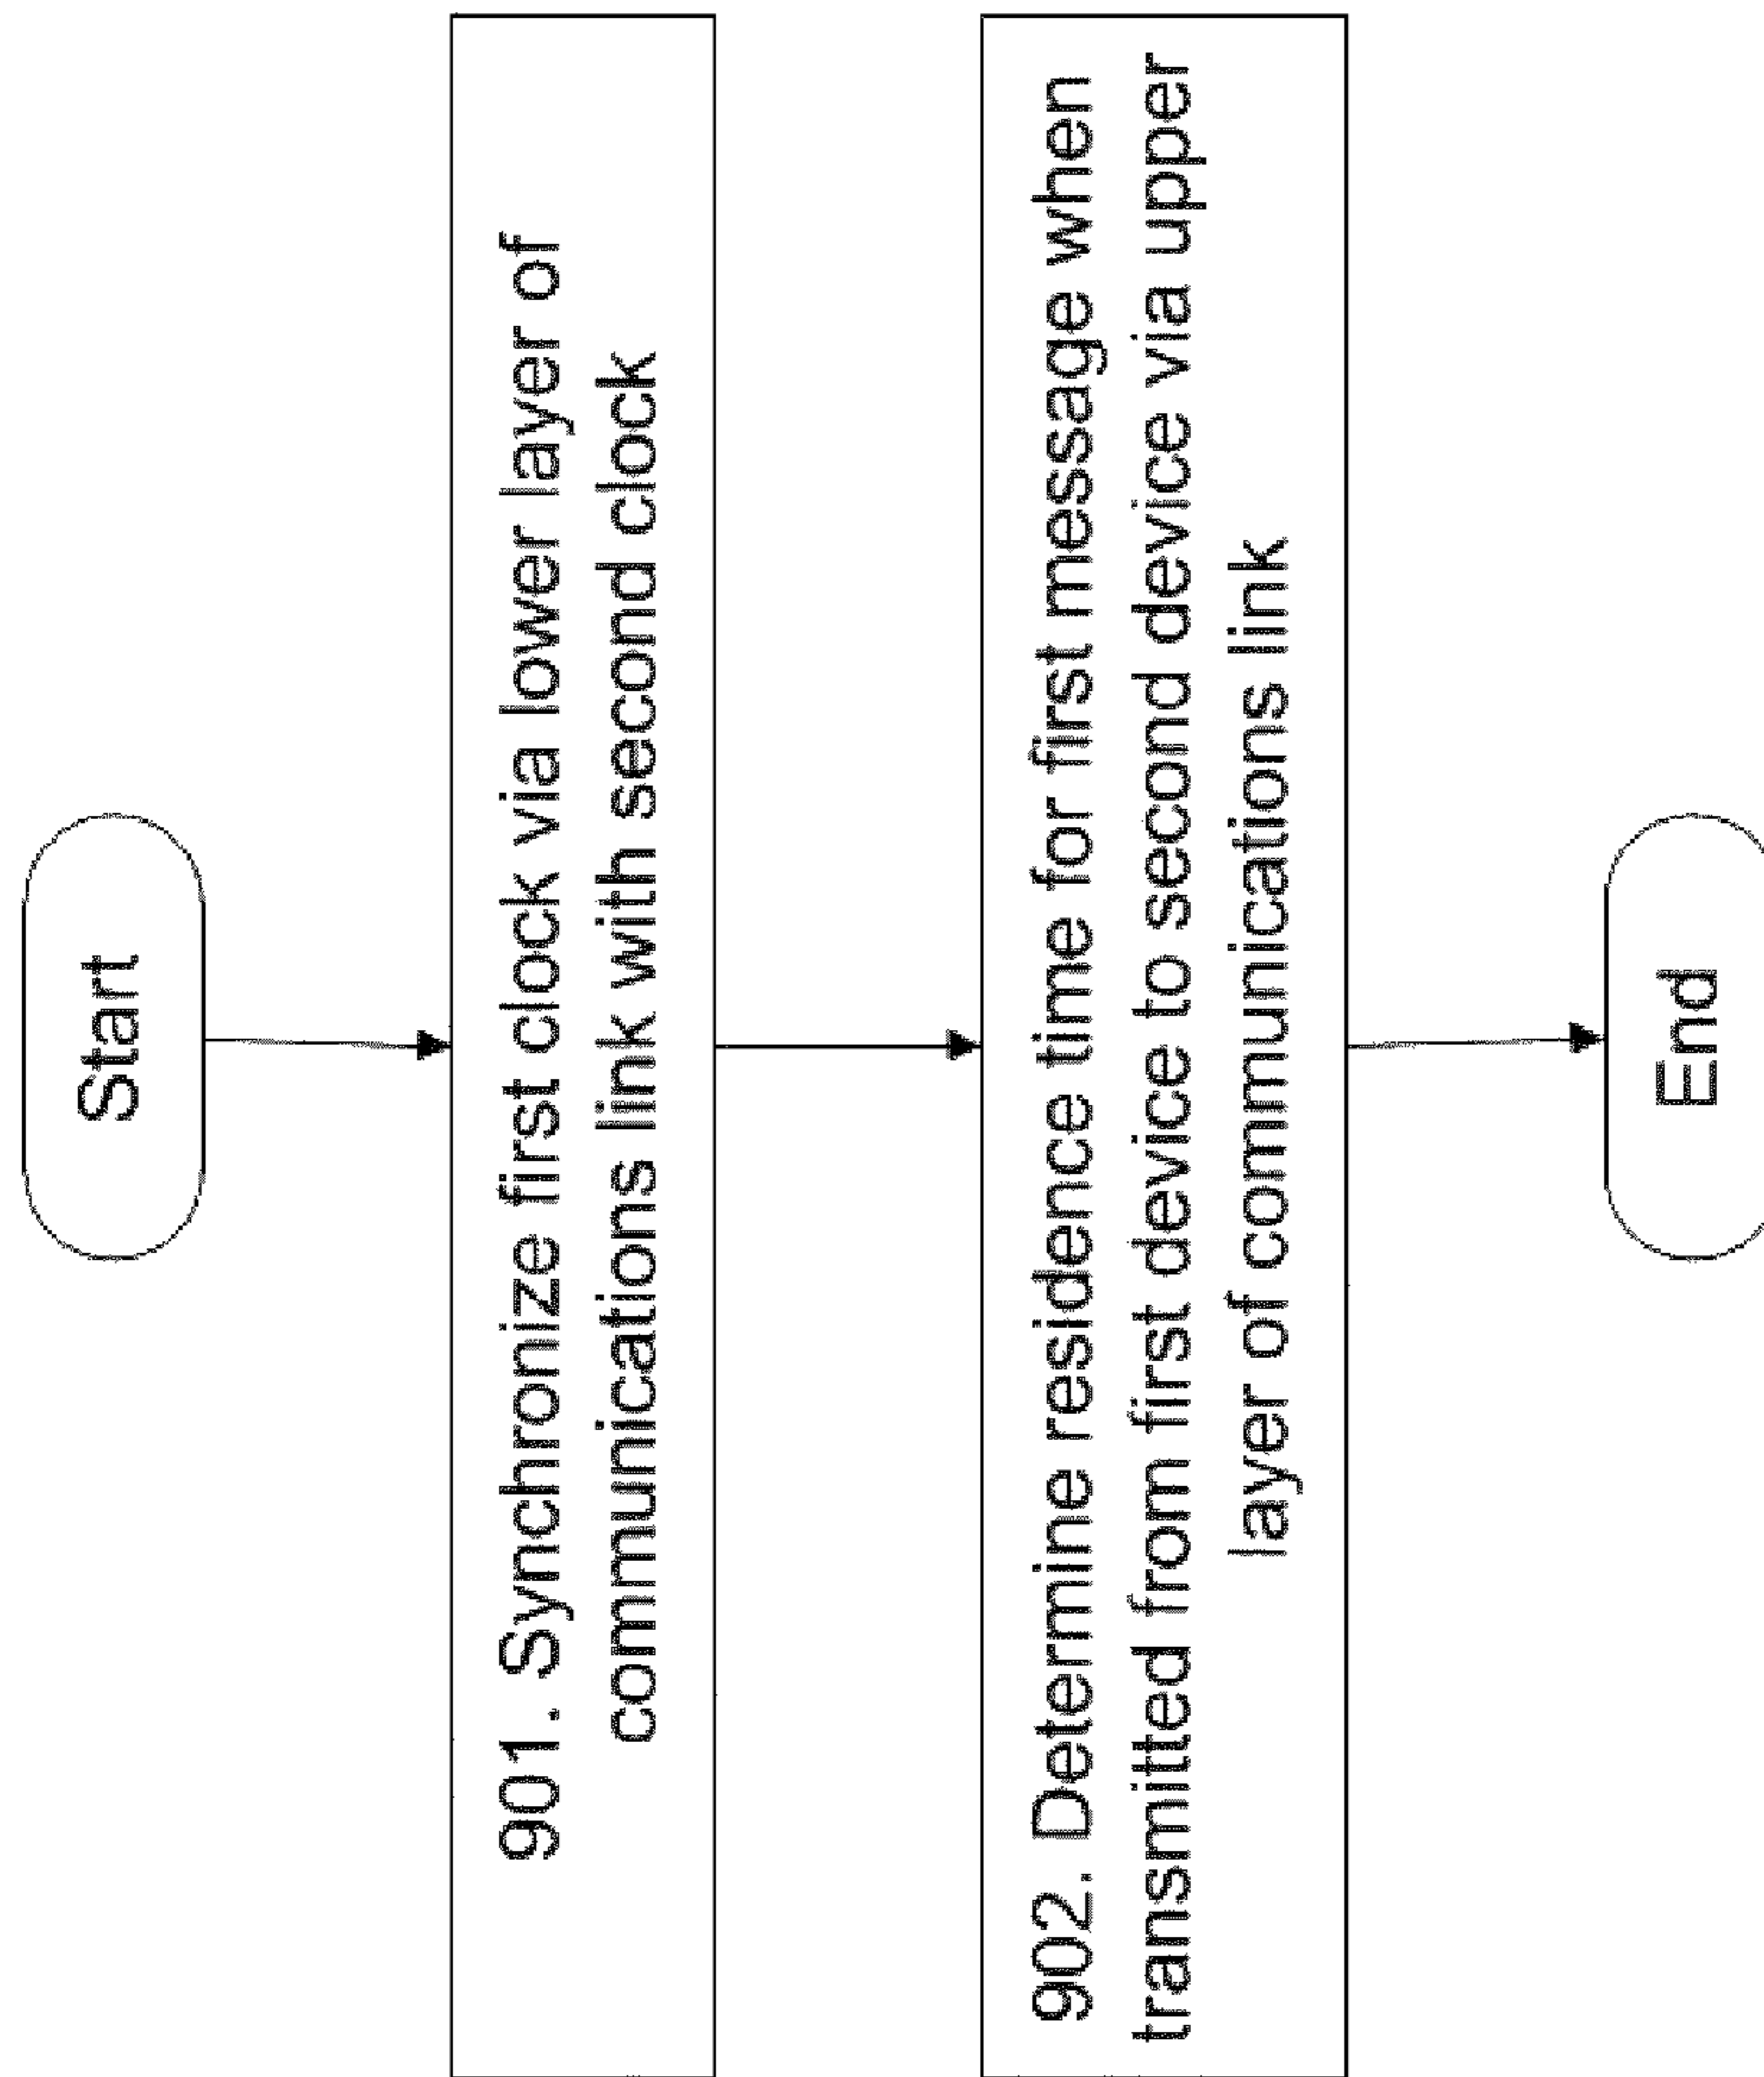 Start
901. Synchronize first clock via lower layer of
communications link with second clock
902. Determine residence time for first message when
transmitted from first device to second device via upper
layer of communications link
End